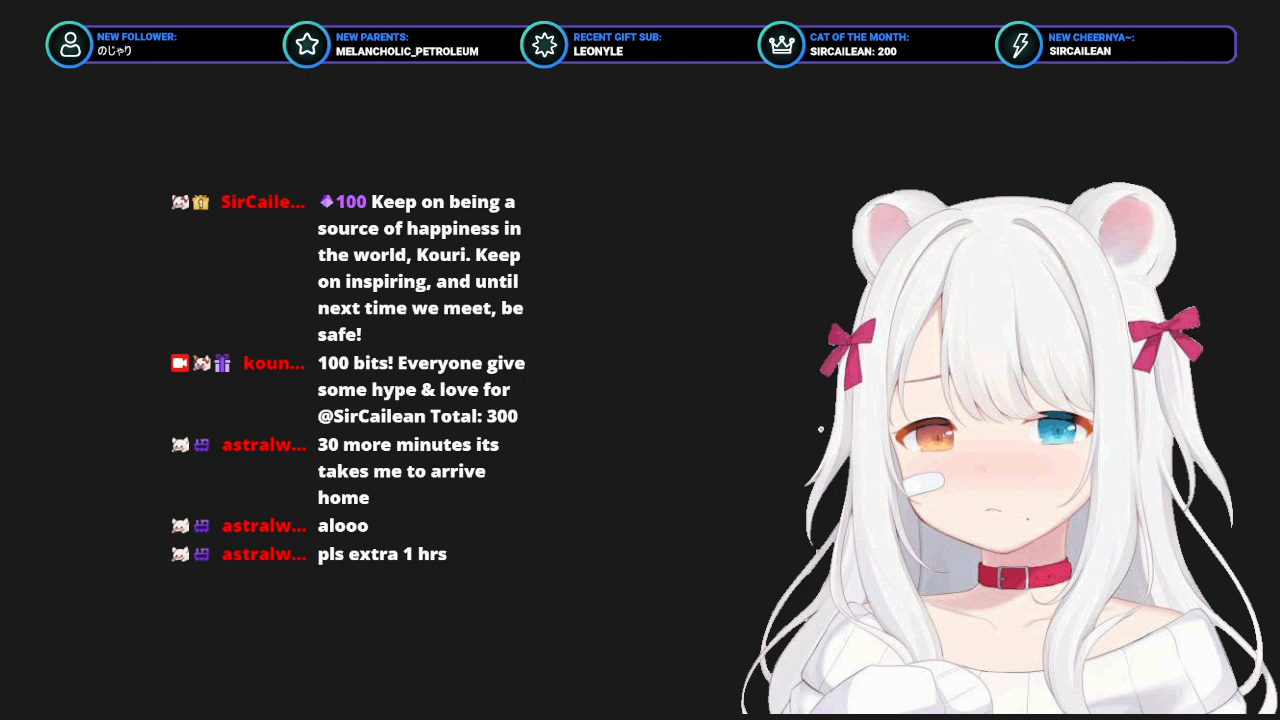 NEW FOLLOWER:
のじゃり
NEW PARENTS:
MELANCHOLIC_PETROLEUM
RECENT GIFT SUB:
LEONYLE
CAT OF THE MONTH:
SIRCAILEAN: 200
NEW CHEERNYA~:
SIRCAILEAN
SirCaile... 100 Keep on being a
source of happiness in
the world, Kouri. Keep
on inspiring, and until
next time we meet, be
safe!
koun... 100 bits! Everyone give
some hype & love for
@SirCailean Total: 300
astralw... 30 more minutes its
takes me to arrive
home
astralw... alooo
astralw... pls extra 1 hrs